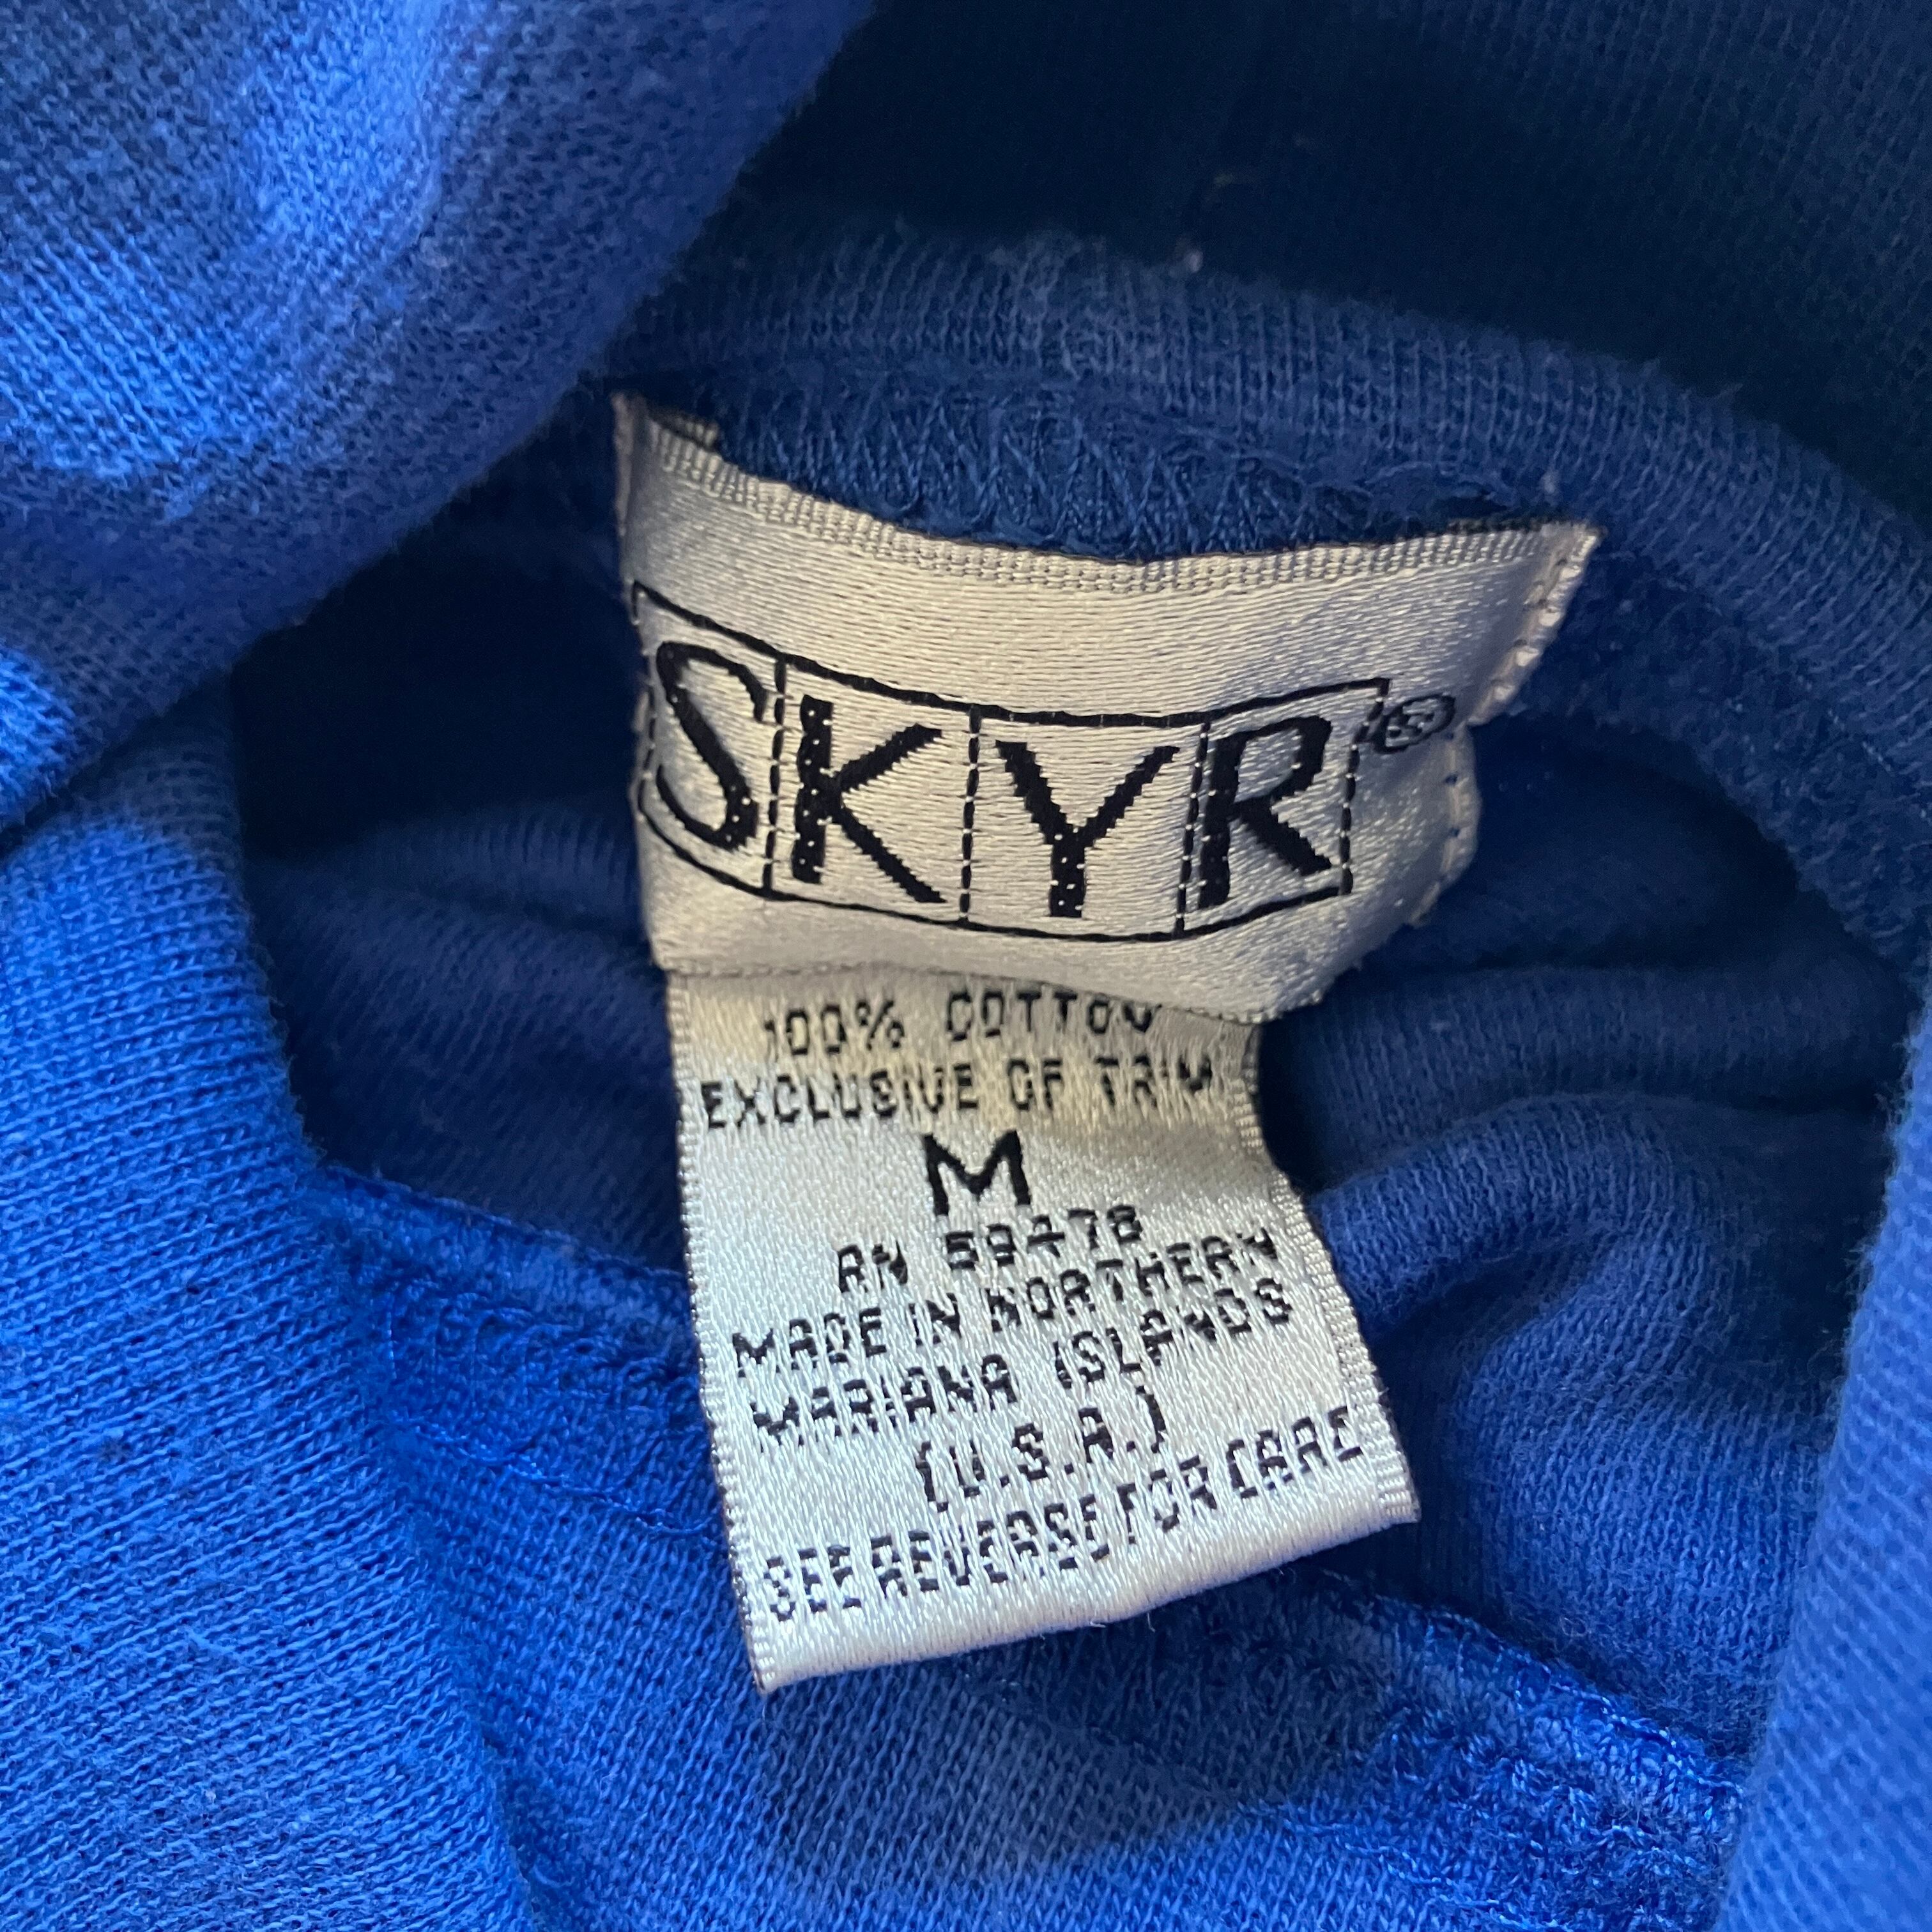 SKYR®
100% COTTON
EXCLUSIVE OF TRIM
M
RN 59478
MADE IN NORTHERN
MARIANA ISLANDS
(U.S.A.)
SEE REVERSE FOR CARE